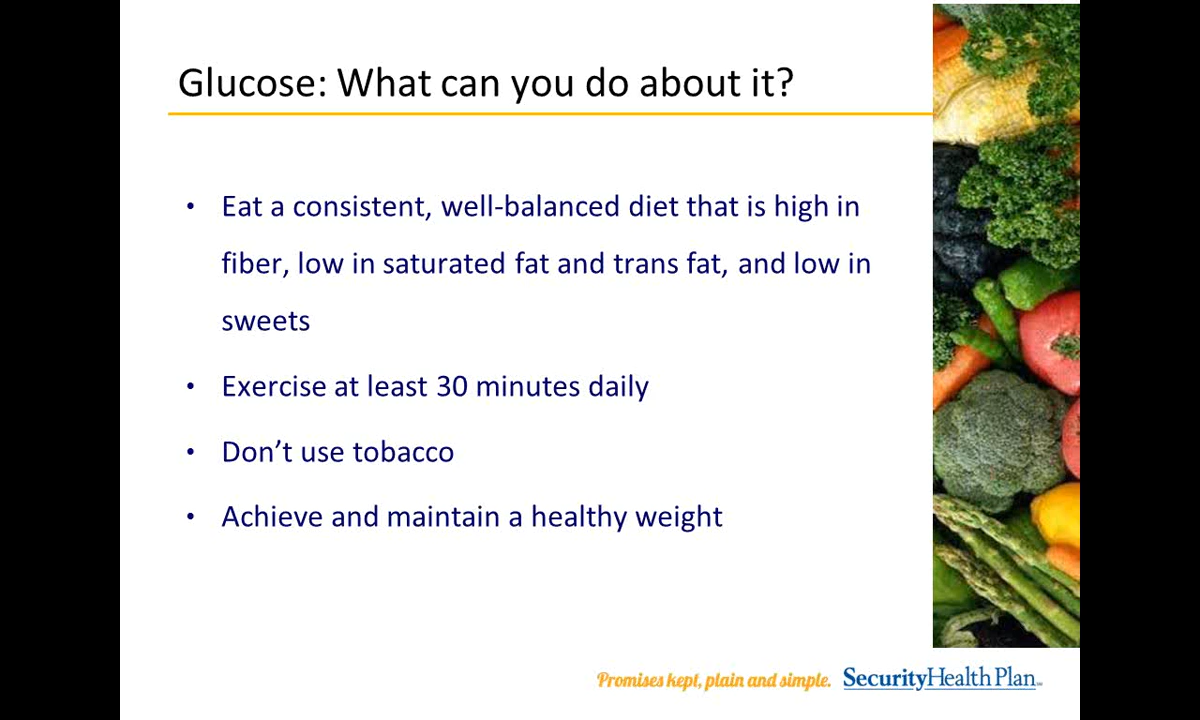 Glucose: What can you do about it?
• Eat a consistent, well-balanced diet that is high in
fiber, low in saturated fat and trans fat, and low in
sweets
• Exercise at least 30 minutes daily
• Don’t use tobacco
• Achieve and maintain a healthy weight
Promises kept, plain and simple. SecurityHealth Plan™